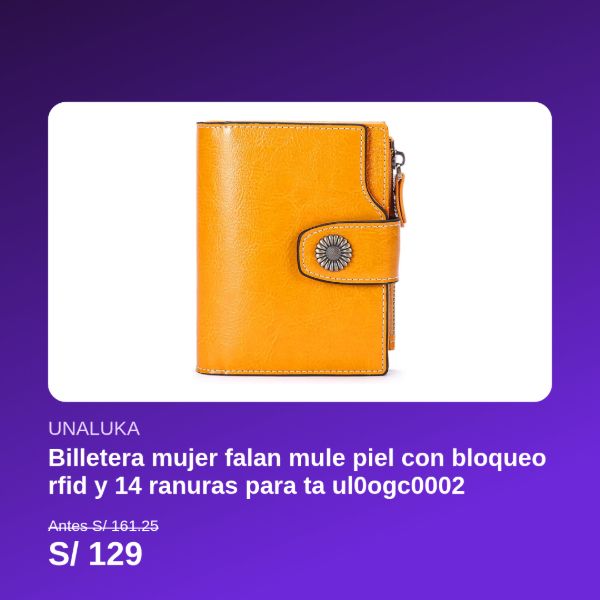 UNALUKA
Billetera mujer falan mule piel con bloqueo
rfid y 14 ranuras para ta ul0ogc0002
Antes S/ 161.25
S/ 129